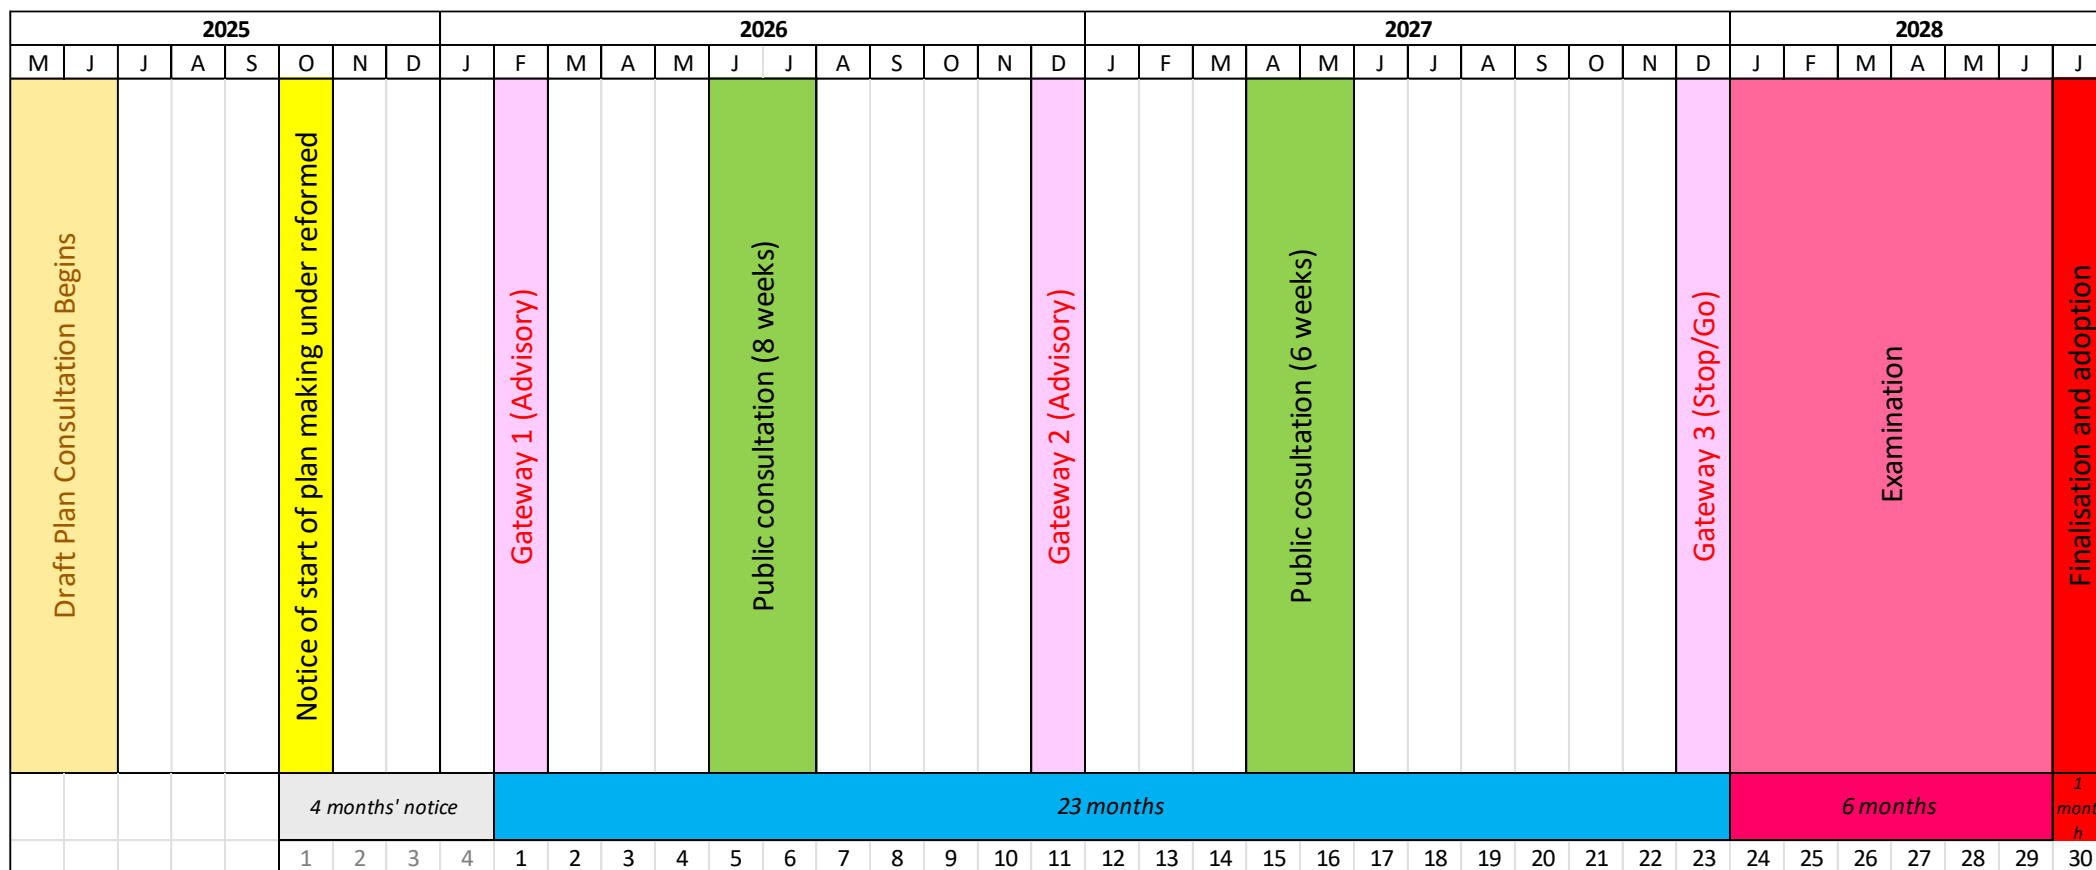 2025 2026 2027 2028
M J J A S O N D J F M A M J J A S O N D J F M A M J J A S O N D J F M A M J J
Draft Plan Consultation Begins
Notice of start of plan making under reformed
Gateway 1 (Advisory)
Public consultation (8 weeks)
Gateway 2 (Advisory)
Public cosultation (6 weeks)
Gateway 3 (Stop/Go)
Examination
Finalisation and adoption
4 months' notice
23 months
6 months
1
mont
h
1 2 3 4 1 2 3 4 5 6 7 8 9 10 11 12 13 14 15 16 17 18 19 20 21 22 23 24 25 26 27 28 29 30